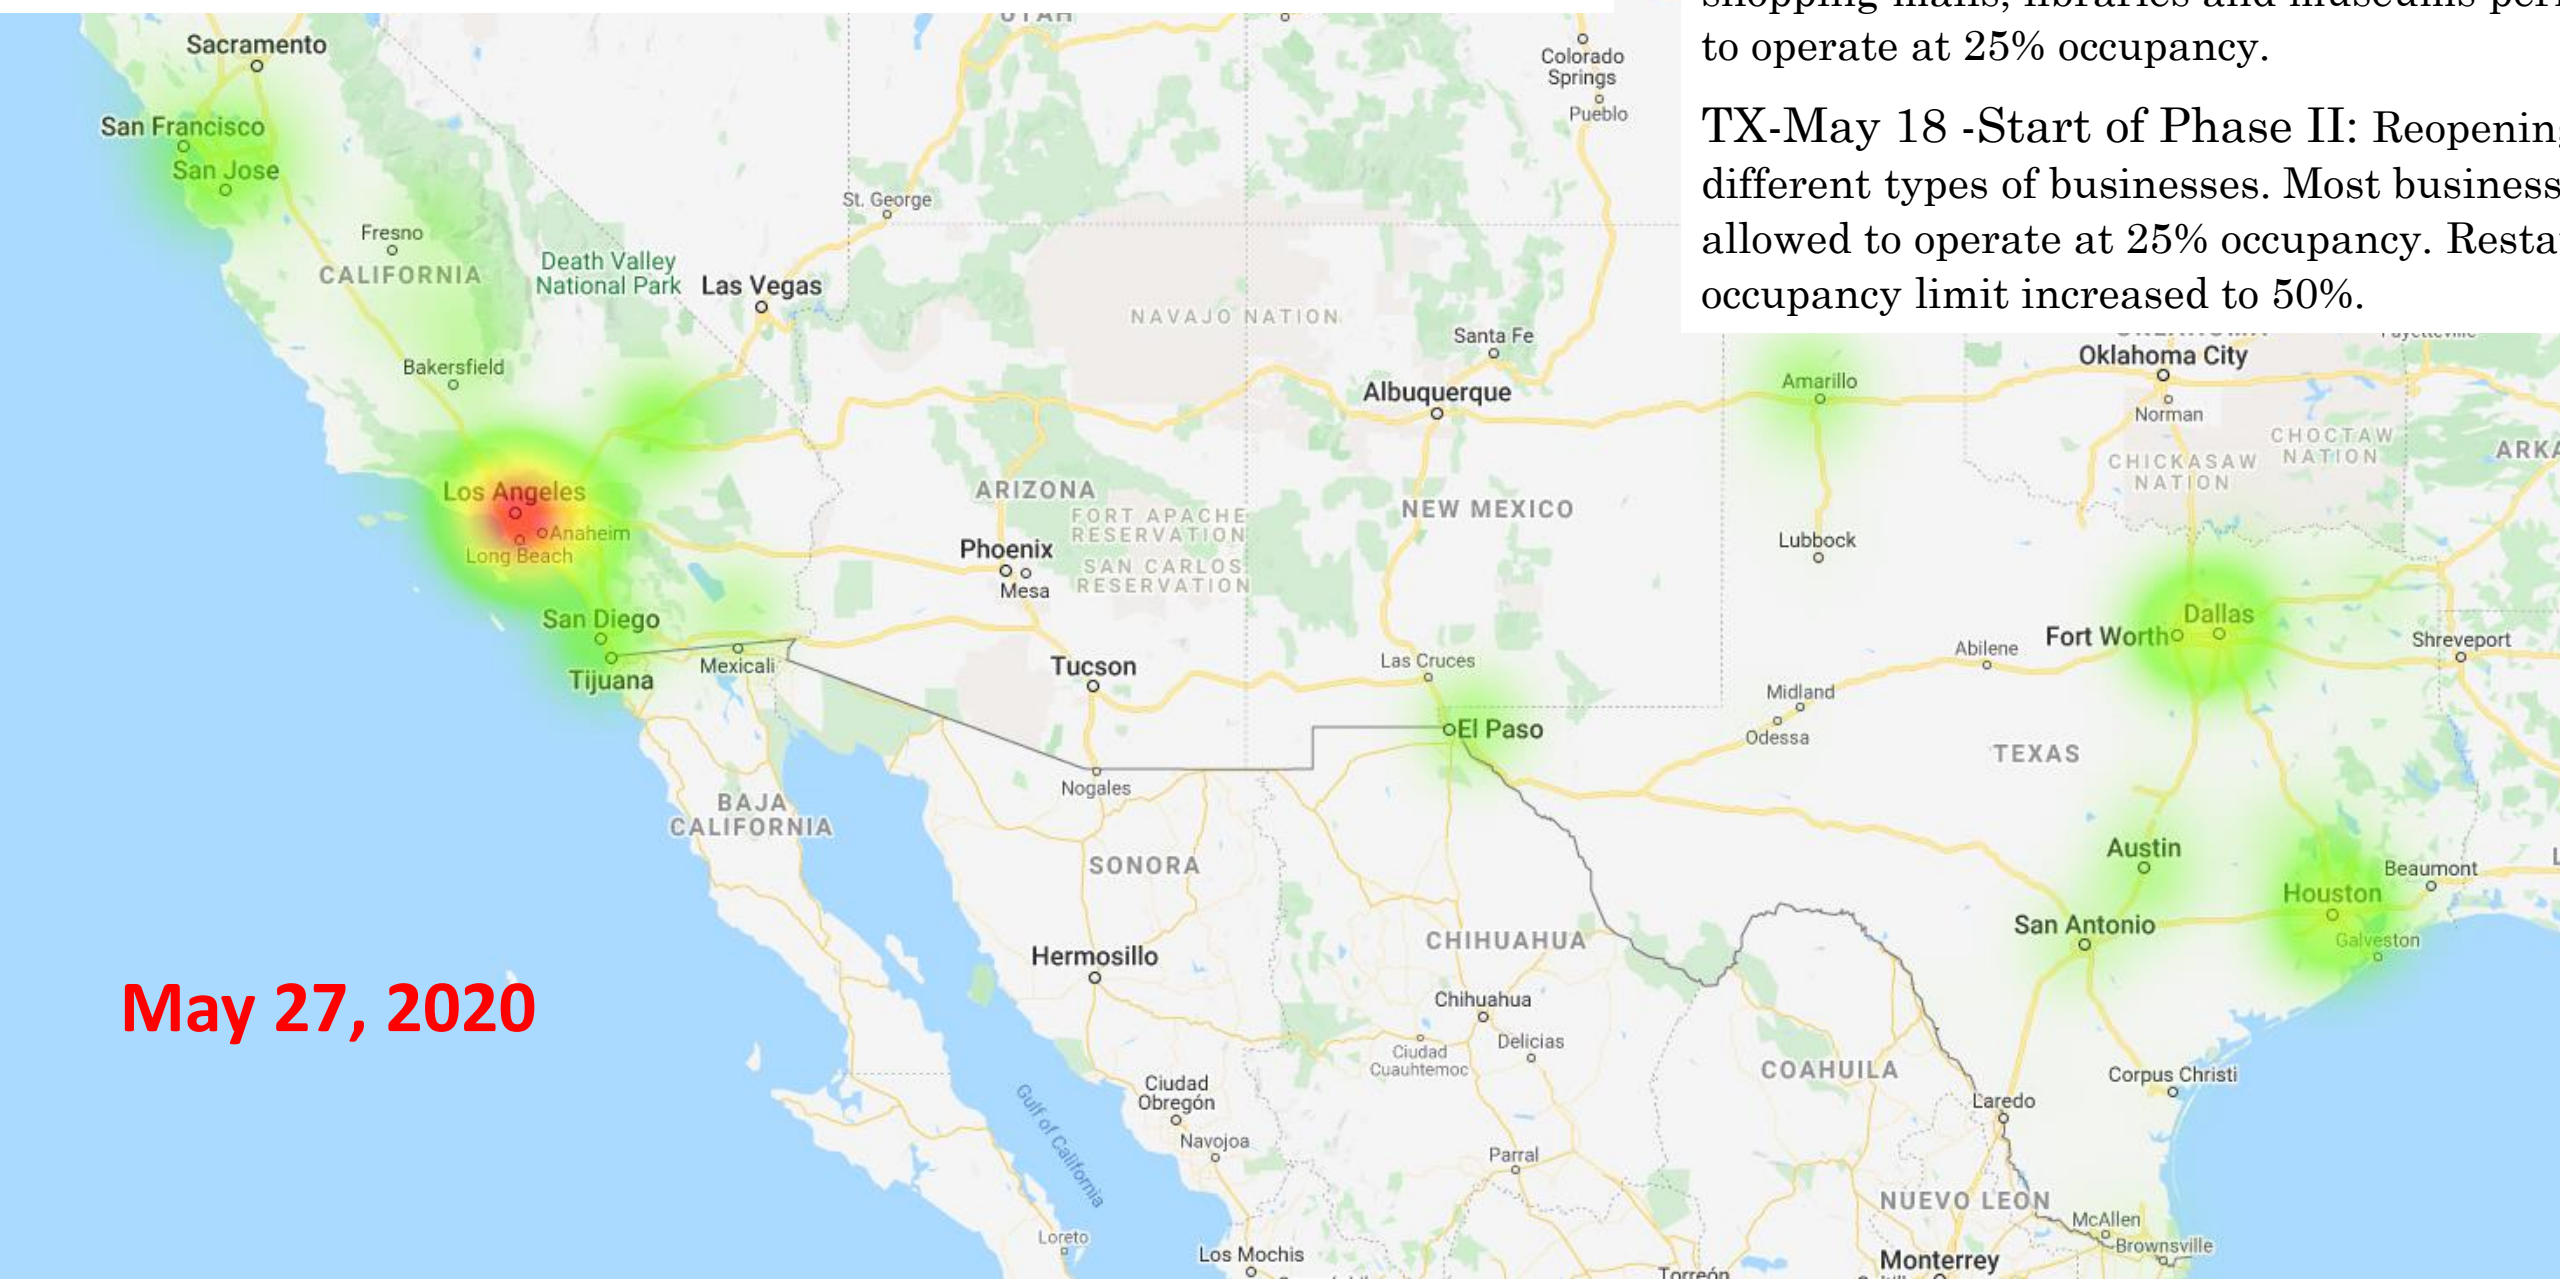 to operate at 25% occupancy.
TX-May 18 -Start of Phase II: Reopening
different types of businesses. Most business
allowed to operate at 25% occupancy. Resta
occupancy limit increased to 50%.
UTAH
Sacramento
Colorado
Springs
Pueblo
San Francisco
San Jose
St. George
Fresno
CALIFORNIA
Death Valley
National Park
Las Vegas
NAVAJO NATION
Santa Fe
Oklahoma City
Bakersfield
Albuquerque
Amarillo
Norman
CHOCTAW
NATION
ARKA
CHICKASAW
NATION
Los Angeles
Anaheim
Long Beach
ARIZONA
FORT APACHE
RESERVATION
NEW MEXICO
Phoenix
Mesa
SAN CARLOS
RESERVATION
Lubbock
San Diego
Tijuana
Mexicali
Tucson
Las Cruces
Dallas
Fort Worth
Abilene
Shreveport
Midland
Odessa
El Paso
TEXAS
Nogales
BAJA
CALIFORNIA
SONORA
Austin
Beaumont
Houston
San Antonio
Galveston
CHIHUAHUA
Hermosillo
May 27, 2020
Chihuahua
Delicias
Ciudad
Cuauhtemoc
COAHUILA
Corpus Christi
Ciudad
Obregón
Laredo
Gulf of California
Navojoa
Parral
NUEVO LEON
McAllen
Brownsville
Loreto
Los Mochis
Monterrey
Torreón